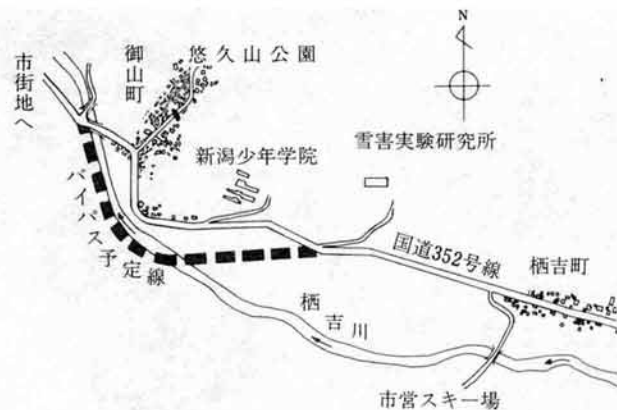 N
市街地へ
御山町
悠久山公園
新潟少年学院
雪害実験研究所
バイパス予定線
国道352号線
栖吉町
栖吉川
市営スキー場